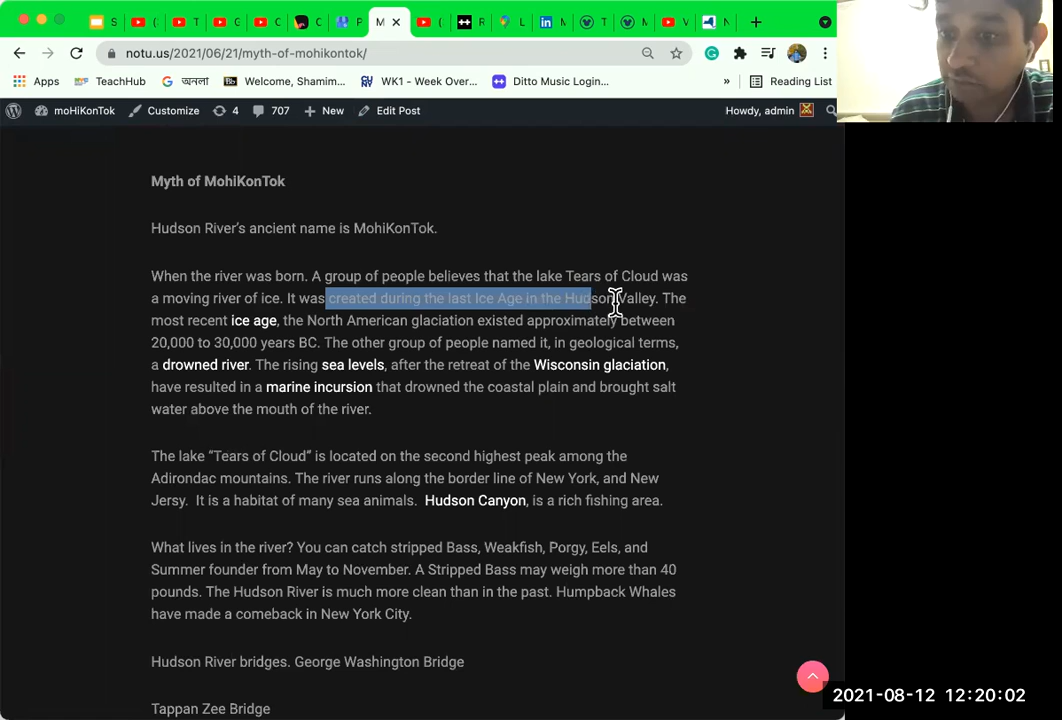 S
T
G
C
C
P
M
R
L
M
T
M
V
N
notu.us/2021/06/21/myth-of-mohikontok/
Apps TeachHub অনলা Welcome, Shamim... WK1 - Week Over... Ditto Music Login... » Reading List
moHiKonTok Customize 4 707 + New Edit Post Howdy, admin
Myth of MohiKonTok
Hudson River's ancient name is MohiKonTok.
When the river was born. A group of people believes that the lake Tears of Cloud was
a moving river of ice. It was created during the last Ice Age in the Hudson Valley. The
most recent ice age, the North American glaciation existed approximately between
20,000 to 30,000 years BC. The other group of people named it, in geological terms,
a drowned river. The rising sea levels, after the retreat of the Wisconsin glaciation,
have resulted in a marine incursion that drowned the coastal plain and brought salt
water above the mouth of the river.
The lake "Tears of Cloud" is located on the second highest peak among the
Adirondac mountains. The river runs along the border line of New York, and New
Jersy. It is a habitat of many sea animals. Hudson Canyon, is a rich fishing area.
What lives in the river? You can catch stripped Bass, Weakfish, Porgy, Eels, and
Summer founder from May to November. A Stripped Bass may weigh more than 40
pounds. The Hudson River is much more clean than in the past. Humpback Whales
have made a comeback in New York City.
Hudson River bridges. George Washington Bridge
Tappan Zee Bridge
2021-08-12 12:20:02